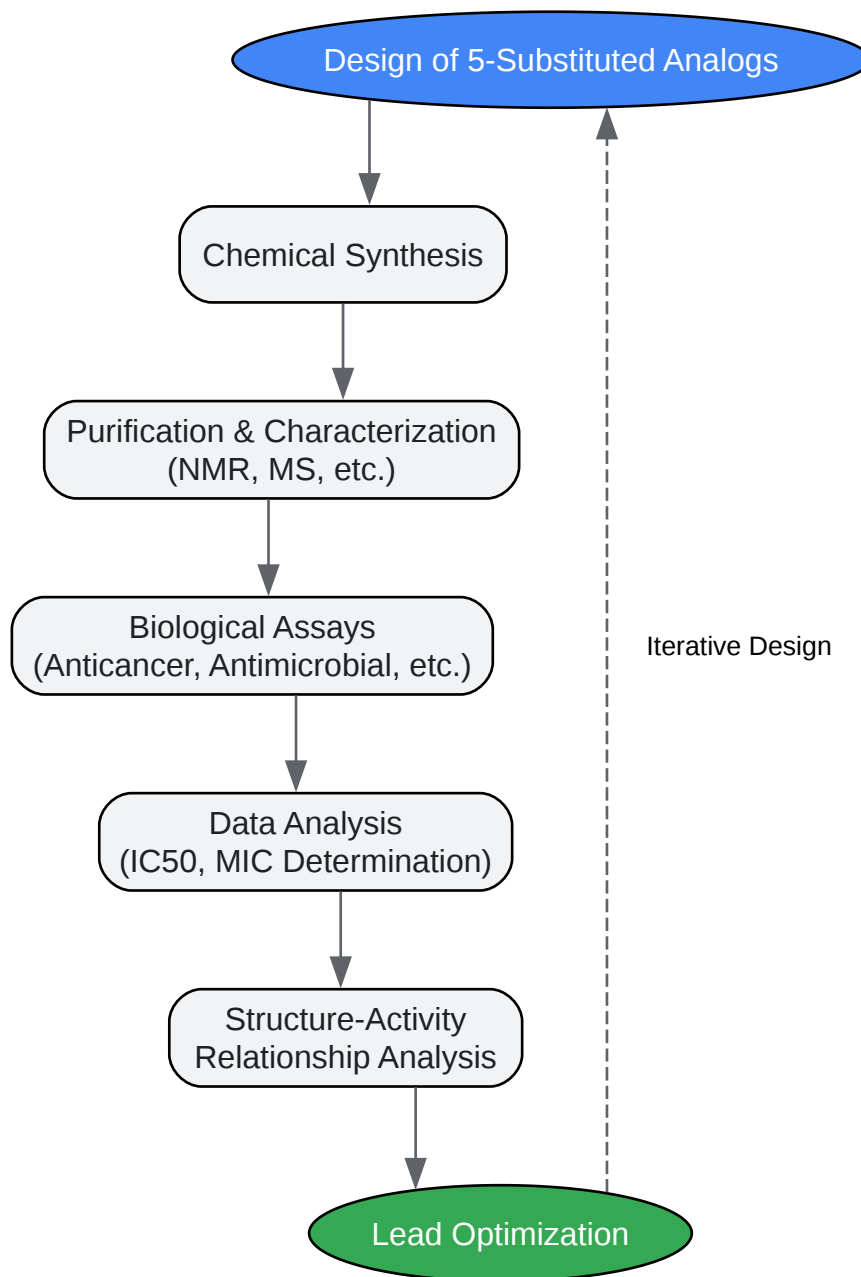 Design of 5-Substituted Analogs
Chemical Synthesis
Purification & Characterization
(NMR, MS, etc.)
Biological Assays
(Anticancer, Antimicrobial, etc.)
Iterative Design
Data Analysis
(IC50, MIC Determination)
Structure-Activity
Relationship Analysis
Lead Optimization